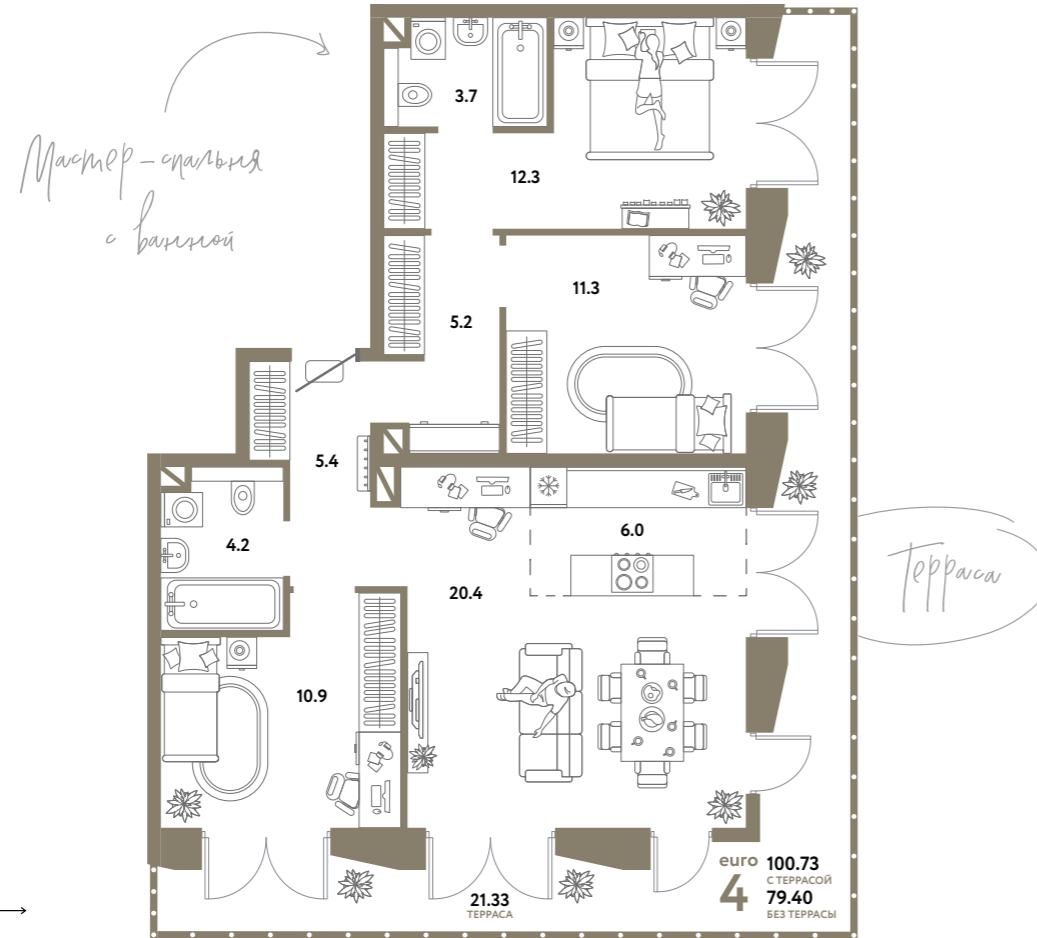 3.7
12.3
Мастер-спальня
с ванной
11.3
5.2
5.4
4.2
6.0
Терраса
20.4
10.9
21.33
ТЕРРАСА
euro
4
100.73
С ТЕРРАСОЙ
79.40
БЕЗ ТЕРРАСЫ